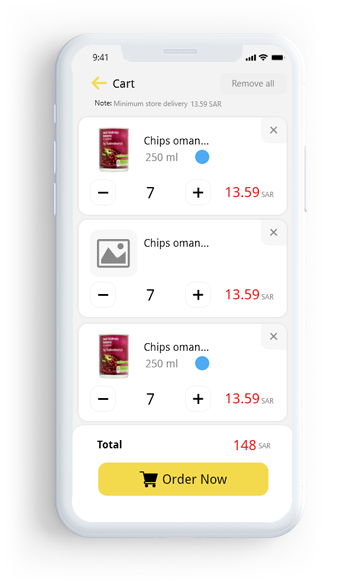 9:41
Cart
Remove all
Note: Minimum store delivery 13.59 SAR
Chips oman...
250 ml
7
13.59 SAR
Chips oman...
7
13.59 SAR
Chips oman...
250 ml
7
13.59 SAR
Total
148 SAR
Order Now